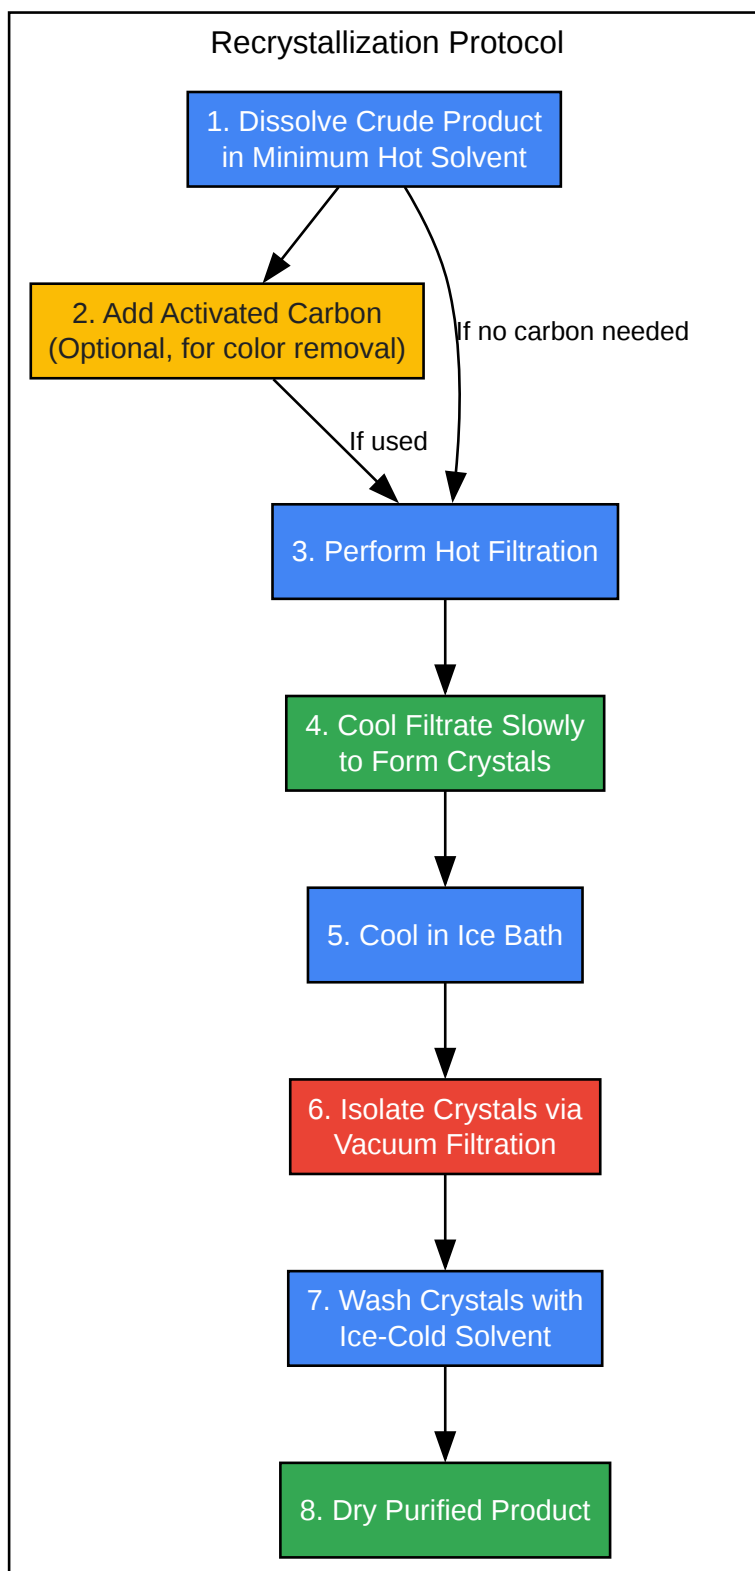 Recrystallization Protocol
1. Dissolve Crude Product
in Minimum Hot Solvent
2. Add Activated Carbon
(Optional, for color removal)
If no carbon needed
If used
3. Perform Hot Filtration
4. Cool Filtrate Slowly
to Form Crystals
5. Cool in Ice Bath
6. Isolate Crystals via
Vacuum Filtration
7. Wash Crystals with
Ice-Cold Solvent
8. Dry Purified Product